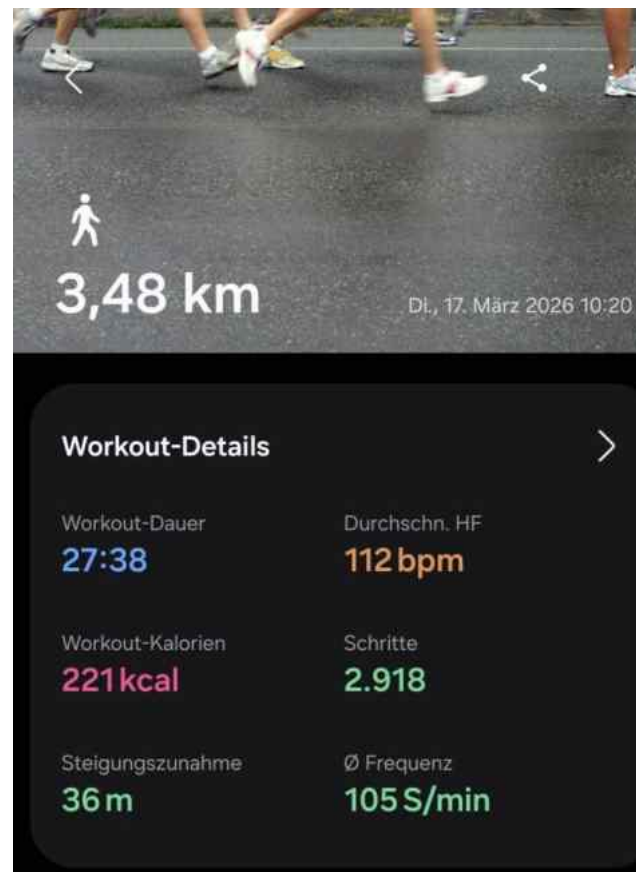 3,48 km
Di., 17. März 2026 10:20
Workout-Details
Workout-Dauer
Durchschn. HF
27:38
112 bpm
Workout-Kalorien
Schritte
221 kcal
2.918
Steigungszunahme
Ø Frequenz
36 m
105 S/min